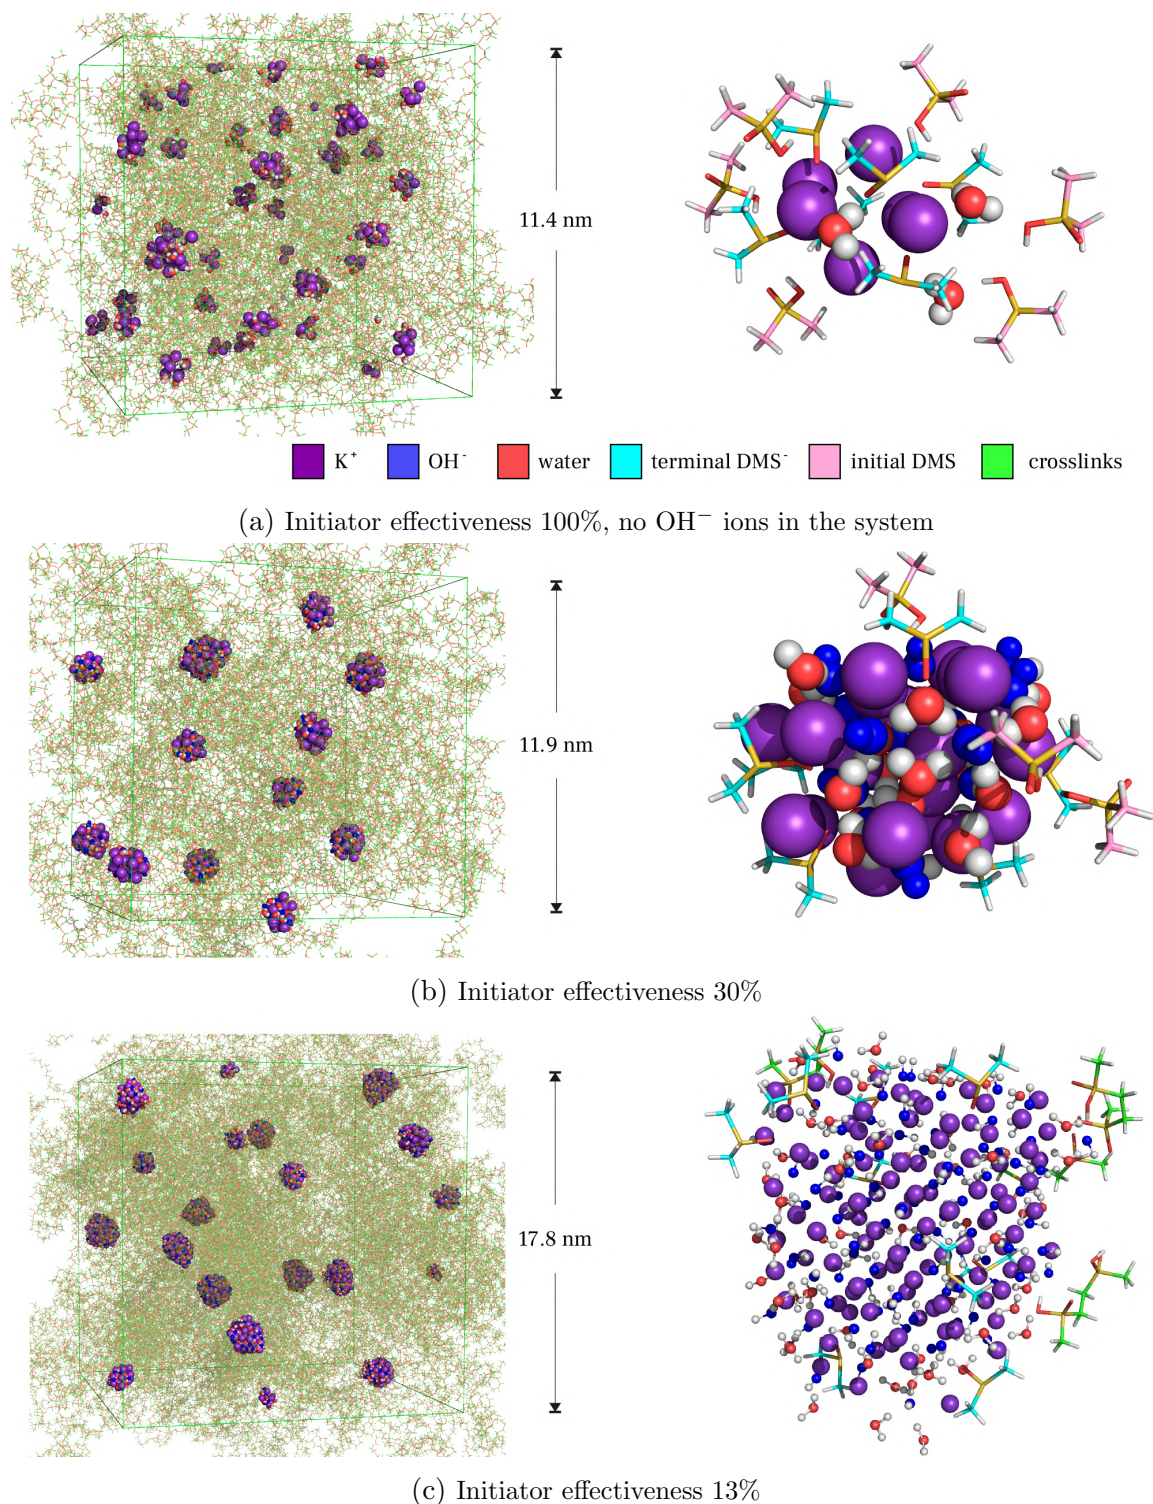 11.4 nm
K⁺ OH⁻ water terminal DMS⁻ initial DMS crosslinks
(a) Initiator effectiveness 100%, no OH⁻ ions in the system
11.9 nm
(b) Initiator effectiveness 30%
17.8 nm
(c) Initiator effectiveness 13%